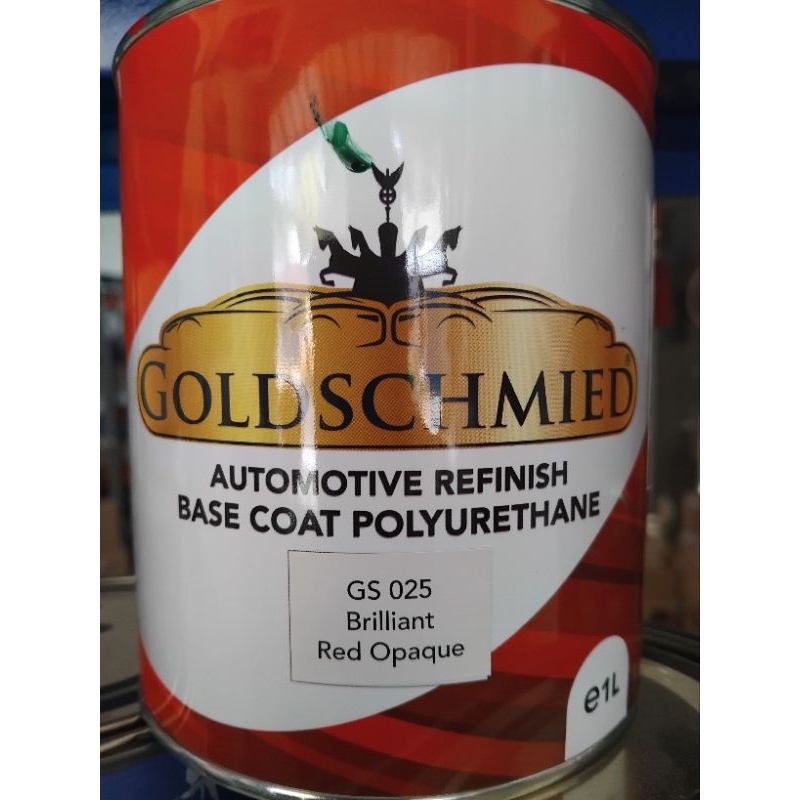 GOLDSCHMIED®
AUTOMOTIVE REFINISH
BASE COAT POLYURETHANE
GS 025
Brilliant
Red Opaque
e1L